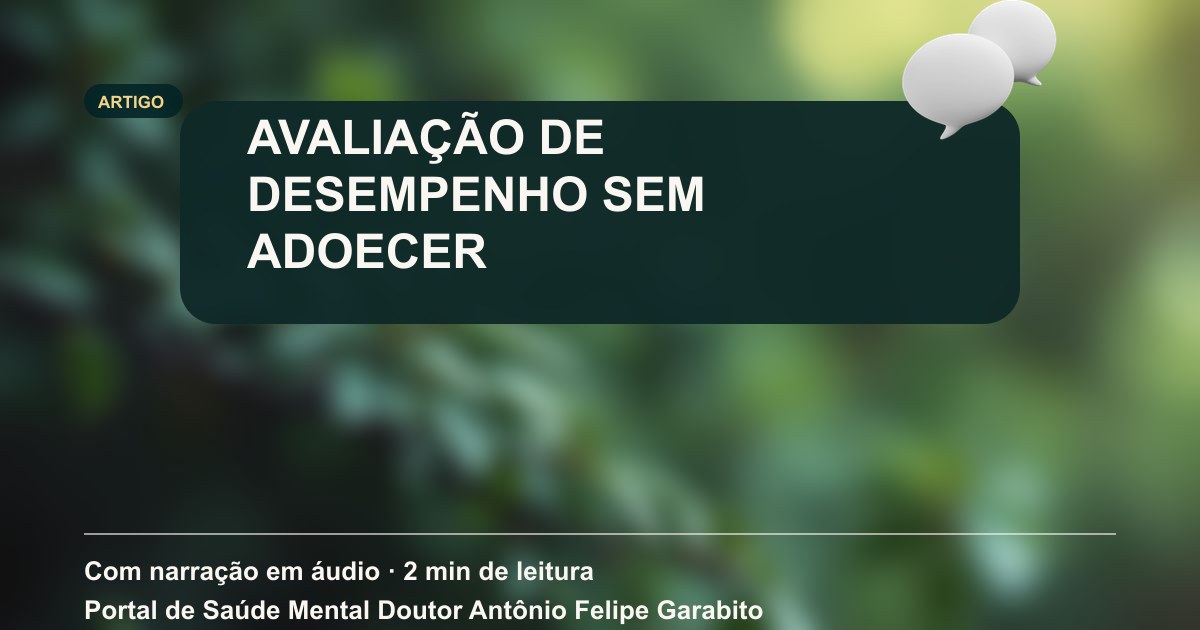 ARTIGO
AVALIAÇÃO DE
DESEMPENHO SEM
ADOECER
Com narração em áudio · 2 min de leitura
Portal de Saúde Mental Doutor Antônio Felipe Garabito